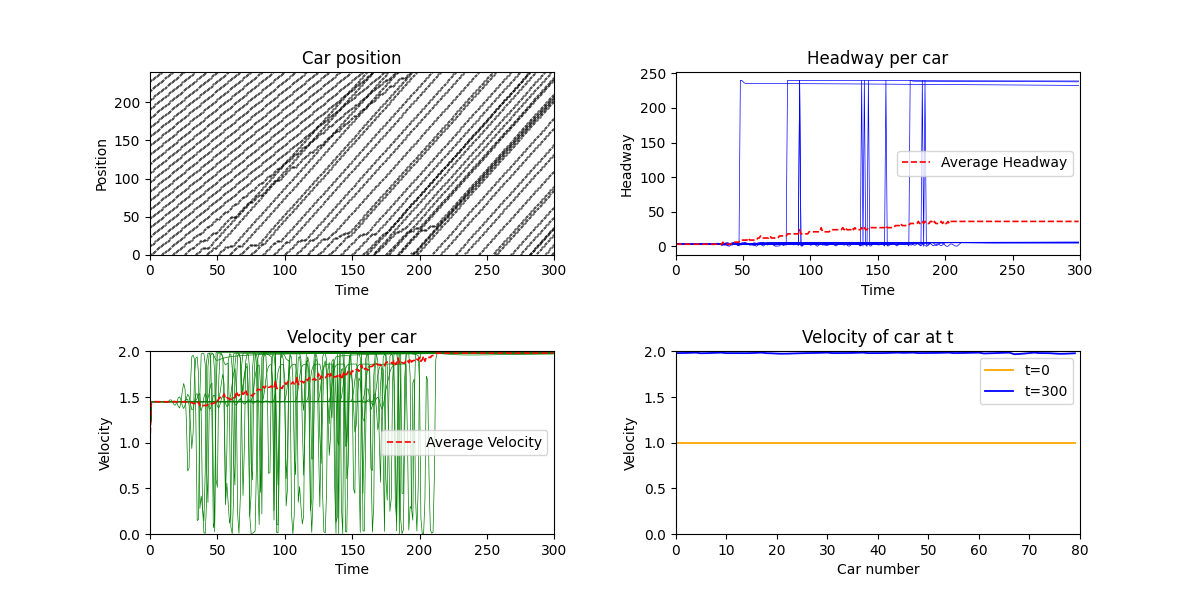 Car position
Position
0
50
100
150
200
0 50 100 150 200 250 300
Time
Headway per car
Headway
250
200
150
100
50
0
Average Headway
0 50 100 150 200 250 300
Time
Velocity per car
Velocity
2.0
1.5
1.0
0.5
0.0
Average Velocity
0 50 100 150 200 250 300
Time
Velocity of car at t
Velocity
2.0
1.5
1.0
0.5
0.0
t=0
t=300
0 10 20 30 40 50 60 70 80
Car number